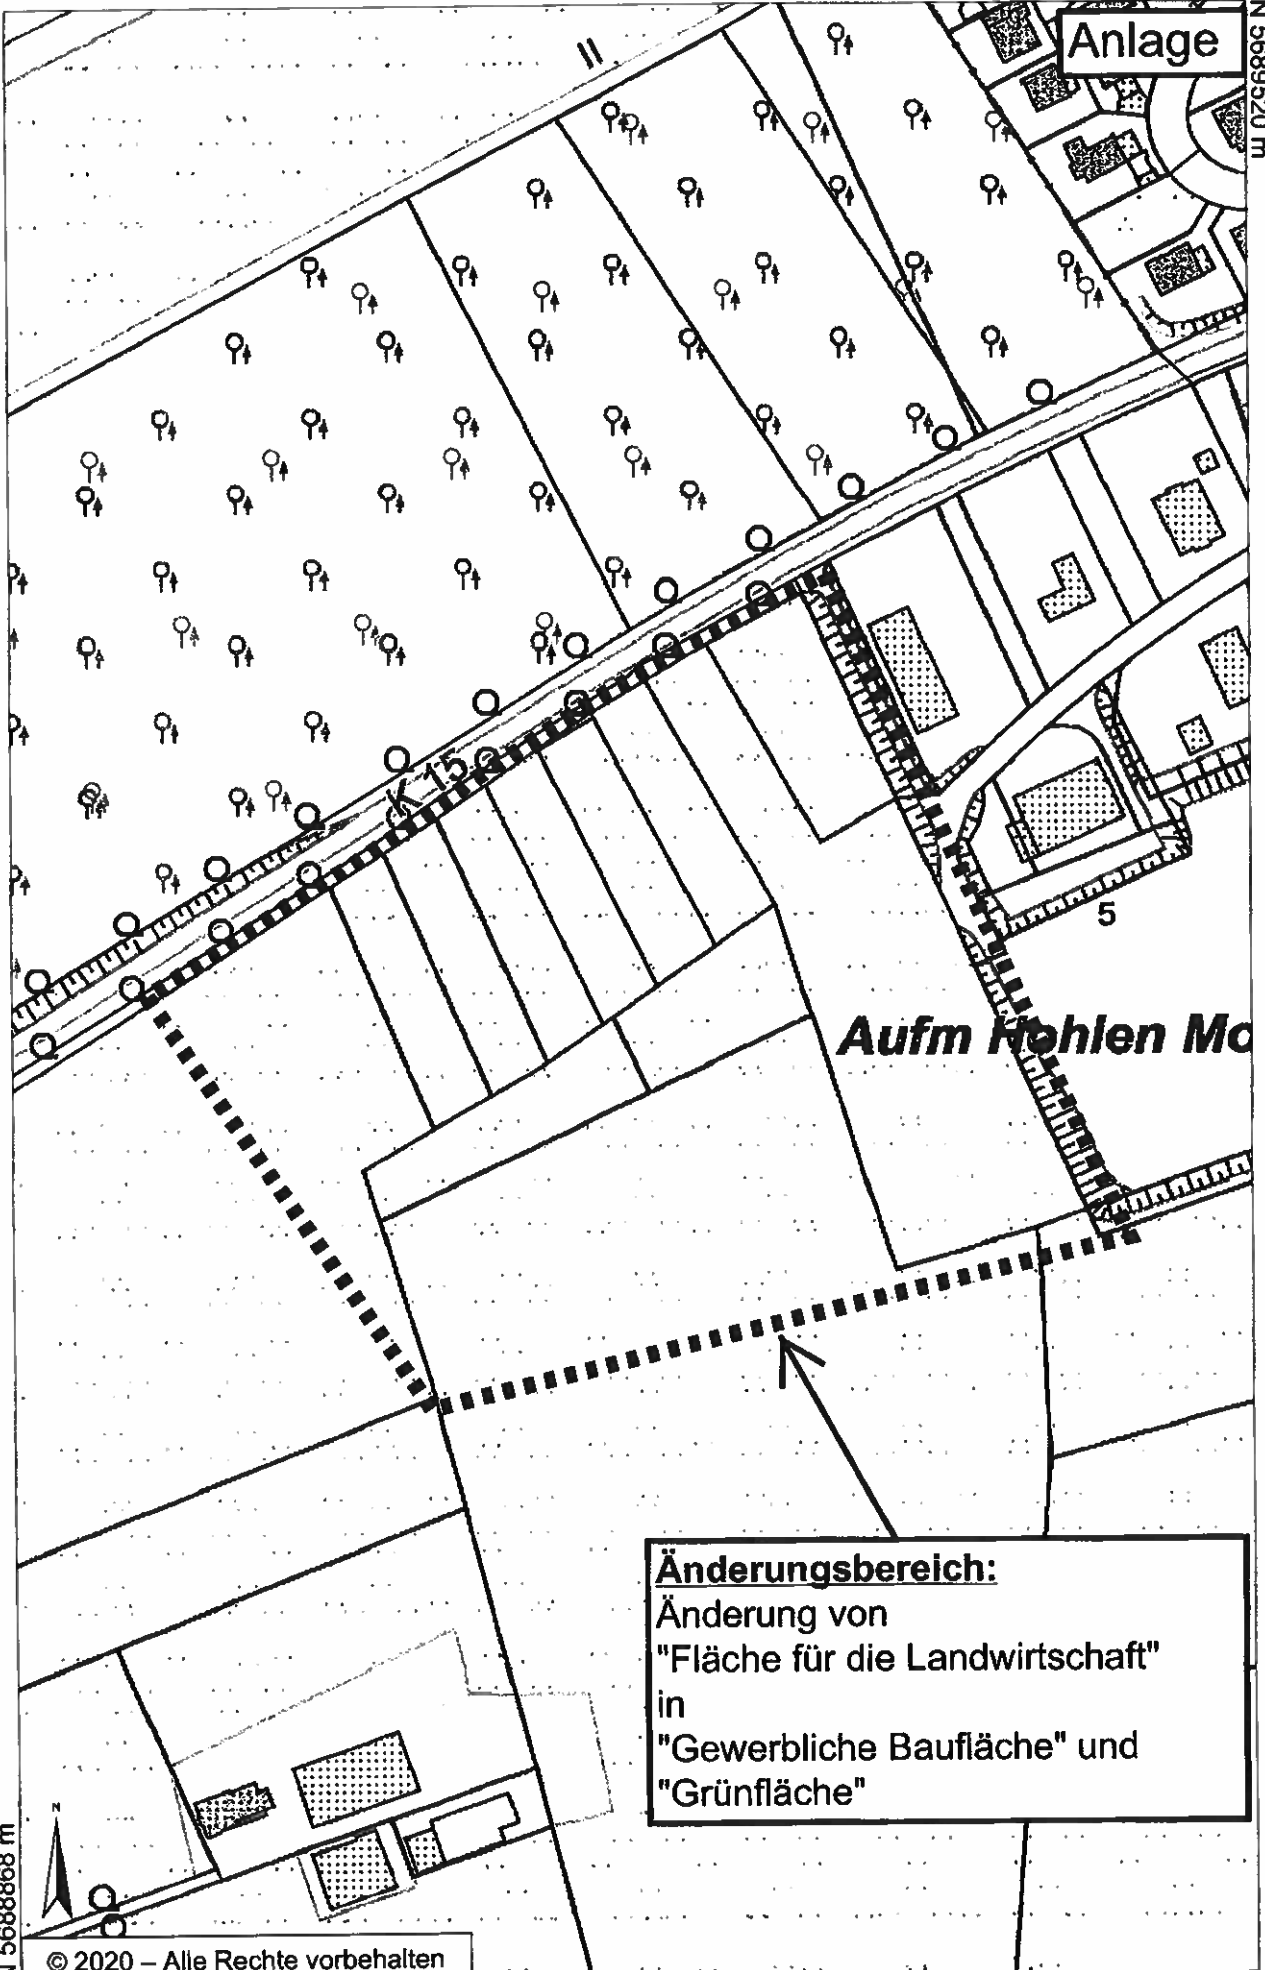 Anlage
N 5689520 m
K 15
5
Aufm Hohlen Mo
Änderungsbereich:
Änderung von
"Fläche für die Landwirtschaft"
in
"Gewerbliche Baufläche" und
"Grünfläche"
N
N 5688868 m
© 2020 – Alle Rechte vorbehalten